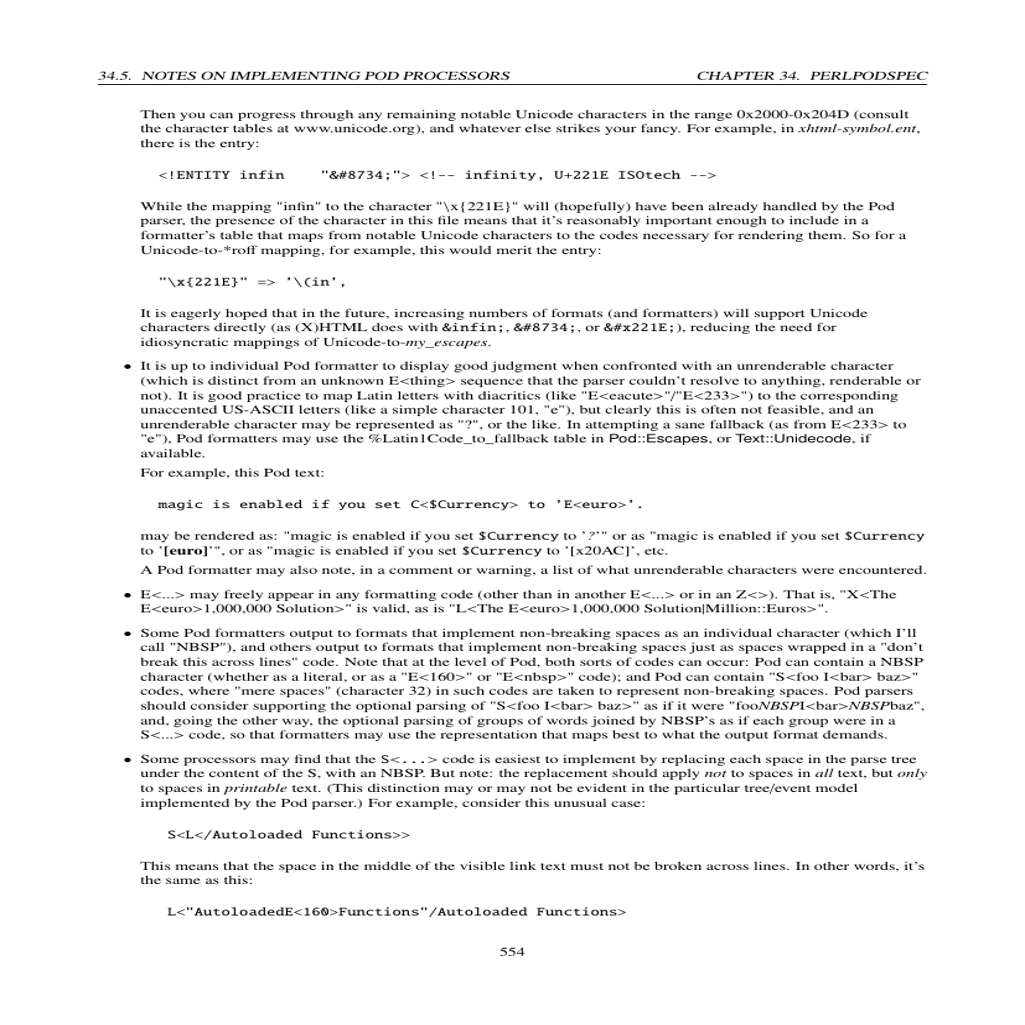 34.5. NOTES ON IMPLEMENTING POD PROCESSORS CHAPTER 34. PERLPODSPEC
Then you can progress through any remaining notable Unicode characters in the range 0x2000-0x204D (consult
the character tables at www.unicode.org), and whatever else strikes your fancy. For example, in xhtml-symbol.ent,
there is the entry:
<!ENTITY infin    "&#8734;"> <!-- infinity, U+221E ISOtech -->
While the mapping "infin" to the character "\x{221E}" will (hopefully) have been already handled by the Pod
parser, the presence of the character in this file means that it's reasonably important enough to include in a
formatter's table that maps from notable Unicode characters to the codes necessary for rendering them. So for a
Unicode-to-*roff mapping, for example, this would merit the entry:
"\x{221E}" => '\(in',
It is eagerly hoped that in the future, increasing numbers of formats (and formatters) will support Unicode
characters directly (as (X)HTML does with &infin;, &#8734;, or &#x221E;), reducing the need for
idiosyncratic mappings of Unicode-to-my_escapes.
• It is up to individual Pod formatter to display good judgment when confronted with an unrenderable character
(which is distinct from an unknown E<thing> sequence that the parser couldn't resolve to anything, renderable or
not). It is good practice to map Latin letters with diacritics (like "E<eacute>"/"E<233>") to the corresponding
unaccented US-ASCII letters (like a simple character 101, "e"), but clearly this is often not feasible, and an
unrenderable character may be represented as "?", or the like. In attempting a sane fallback (as from E<233> to
"e"), Pod formatters may use the %Latin1Code_to_fallback table in Pod::Escapes, or Text::Unidecode, if
available.
For example, this Pod text:
magic is enabled if you set C<$Currency> to 'E<euro>'.
may be rendered as: "magic is enabled if you set $Currency to '?'" or as "magic is enabled if you set $Currency
to '[euro]'", or as "magic is enabled if you set $Currency to '[x20AC]', etc.
A Pod formatter may also note, in a comment or warning, a list of what unrenderable characters were encountered.
• E<...> may freely appear in any formatting code (other than in another E<...> or in an Z<>). That is, "X<The
E<euro>1,000,000 Solution>" is valid, as is "L<The E<euro>1,000,000 Solution|Million::Euros>".
• Some Pod formatters output to formats that implement non-breaking spaces as an individual character (which I'll
call "NBSP"), and others output to formats that implement non-breaking spaces just as spaces wrapped in a "don't
break this across lines" code. Note that at the level of Pod, both sorts of codes can occur: Pod can contain a NBSP
character (whether as a literal, or as a "E<160>" or "E<nbsp>" code); and Pod can contain "S<foo I<bar> baz>"
codes, where "mere spaces" (character 32) in such codes are taken to represent non-breaking spaces. Pod parsers
should consider supporting the optional parsing of "S<foo I<bar> baz>" as if it were "fooNBSPI<bar>NBSPbaz",
and, going the other way, the optional parsing of groups of words joined by NBSP's as if each group were in a
S<...> code, so that formatters may use the representation that maps best to what the output format demands.
• Some processors may find that the S<...> code is easiest to implement by replacing each space in the parse tree
under the content of the S, with an NBSP. But note: the replacement should apply not to spaces in all text, but only
to spaces in printable text. (This distinction may or may not be evident in the particular tree/event model
implemented by the Pod parser.) For example, consider this unusual case:
S<L</Autoloaded Functions>>
This means that the space in the middle of the visible link text must not be broken across lines. In other words, it's
the same as this:
L<"AutoloadedE<160>Functions"/Autoloaded Functions>
554